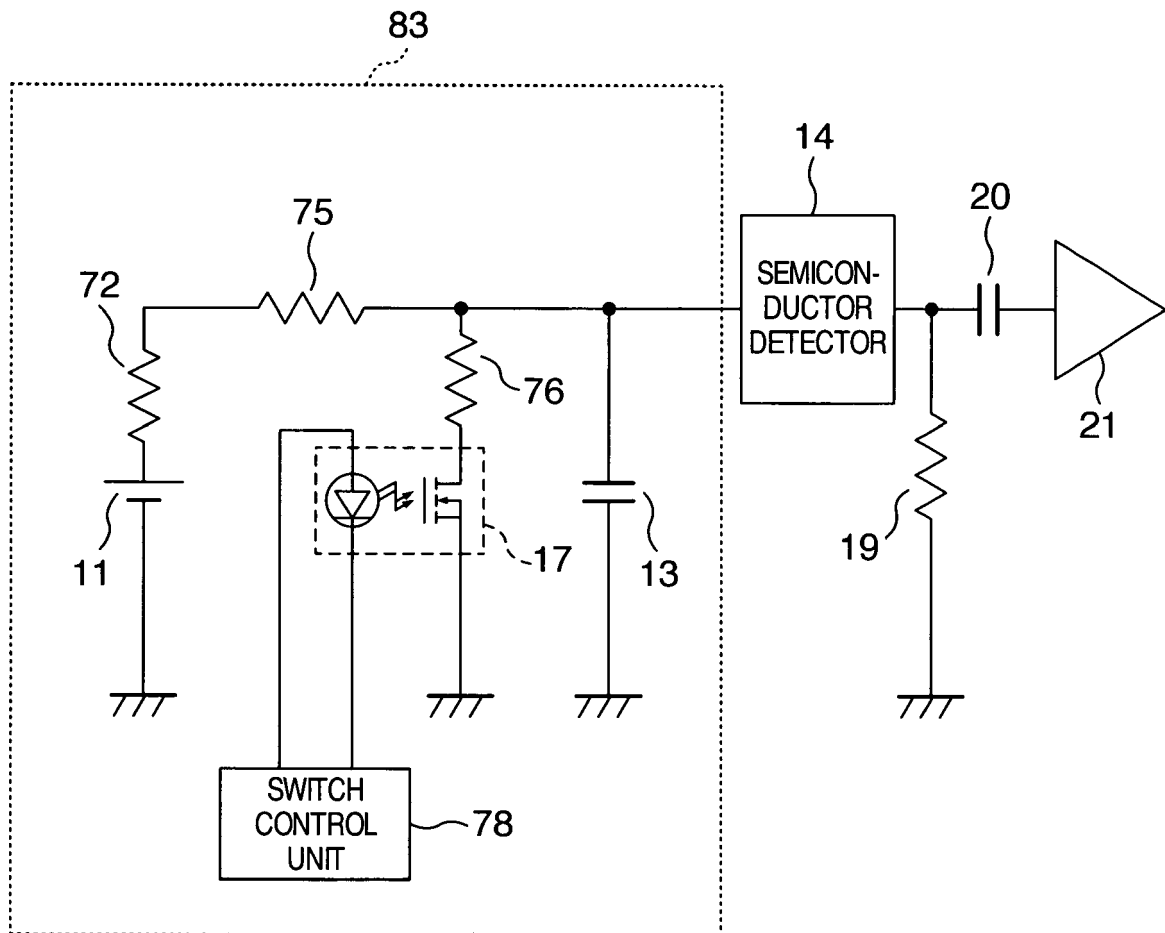 83
14
20
75
72
SEMICON-
DUCTOR
DETECTOR
76
21
11
17
13
19
SWITCH
CONTROL
UNIT
78